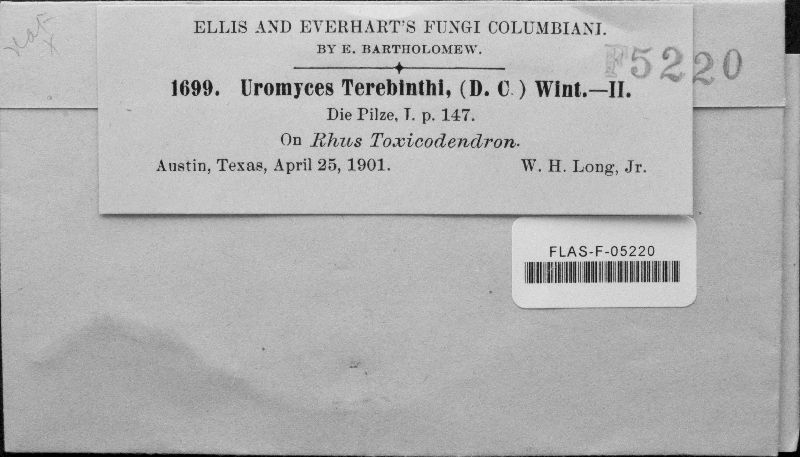 ELLIS AND EVERHART'S FUNGI COLUMBIANI.
BY E. BARTHOLOMEW.
F5220
1699. Uromyces Terebinthi, (D. C.) Wint.—II.
Die Pilze, I. p. 147.
On Rhus Toxicodendron.
Austin, Texas, April 25, 1901. W. H. Long, Jr.
FLAS-F-05220